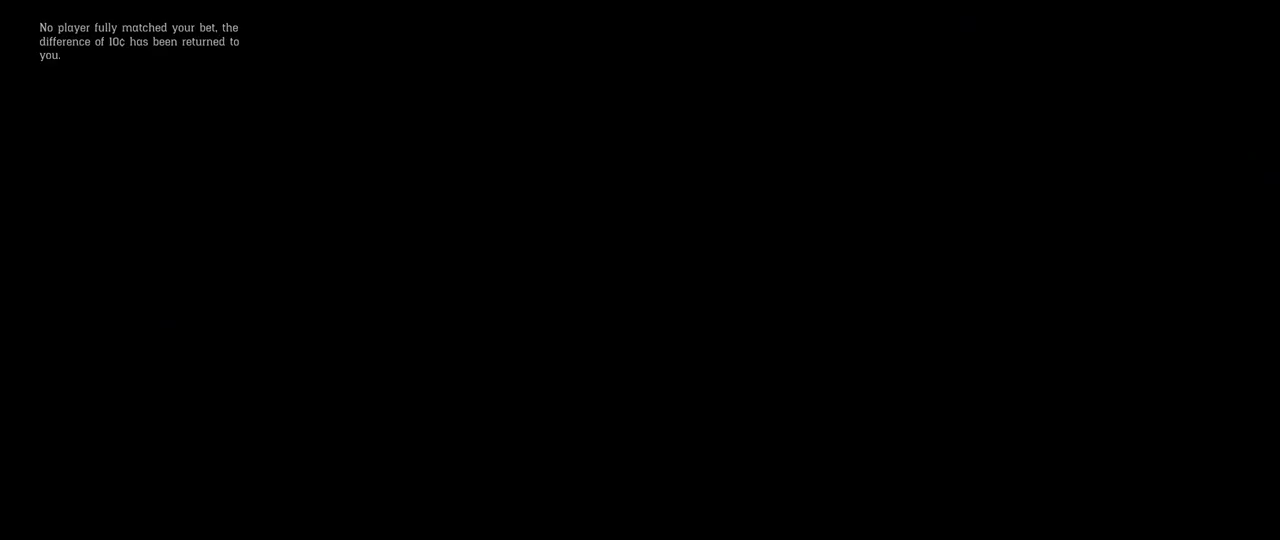 No player fully matched your bet, the
difference of 10¢ has been returned to
you.